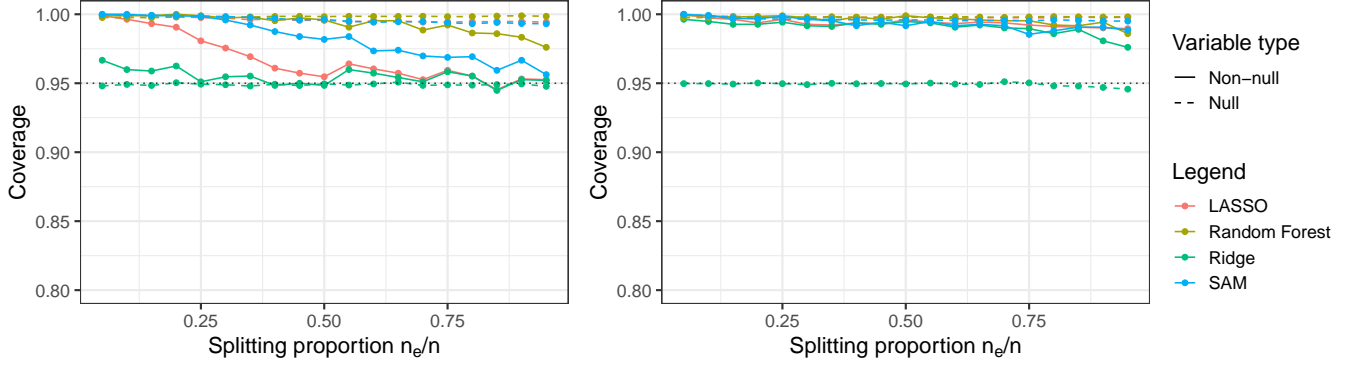 1.00
0.95
0.90
0.85
0.80
Coverage
0.25
0.50
0.75
Splitting proportion nₑ/n
1.00
0.95
0.90
0.85
0.80
Coverage
0.25
0.50
0.75
Splitting proportion nₑ/n
Variable type
Non−null
Null
Legend
LASSO
Random Forest
Ridge
SAM